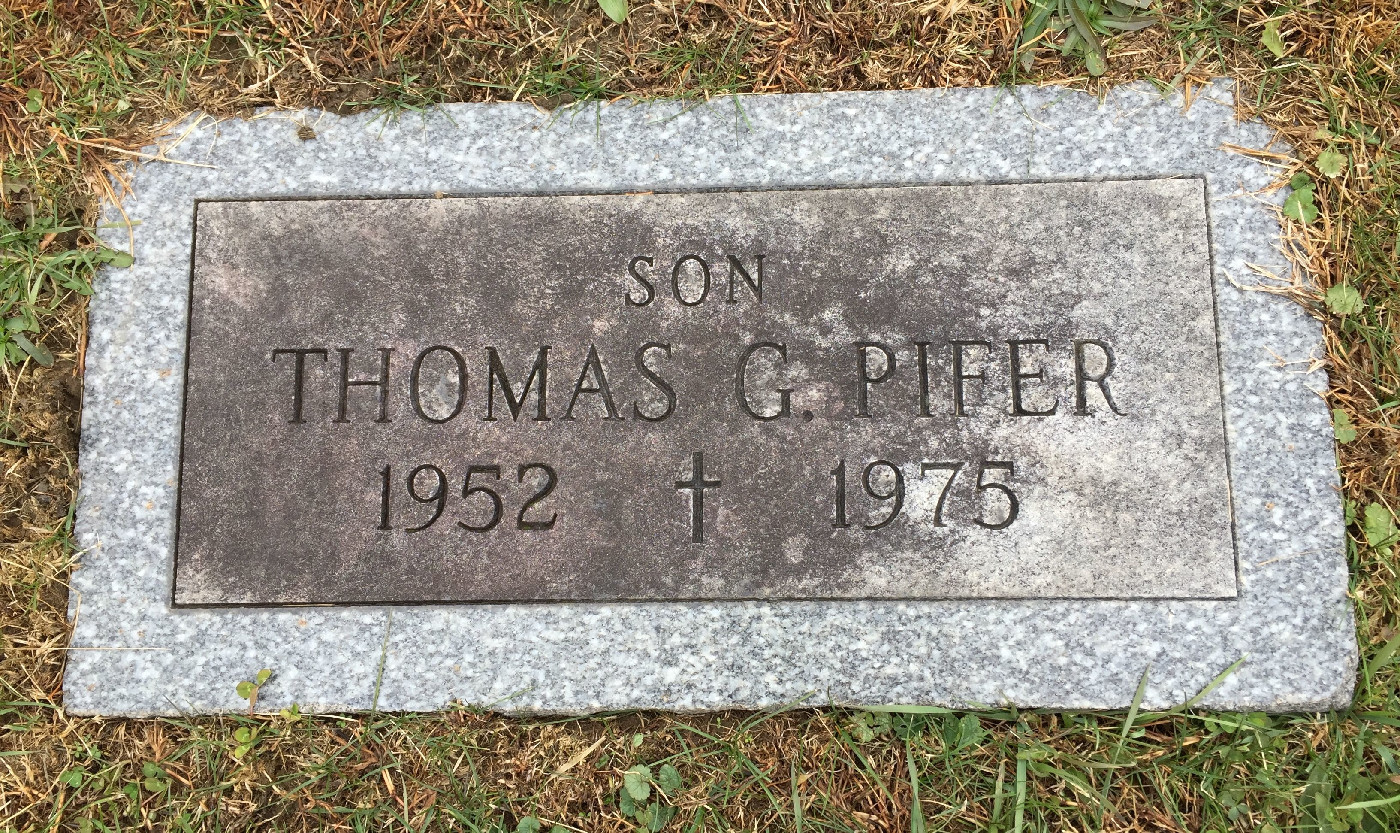 SON
THOMAS G. PIFER
1952 ✝ 1975